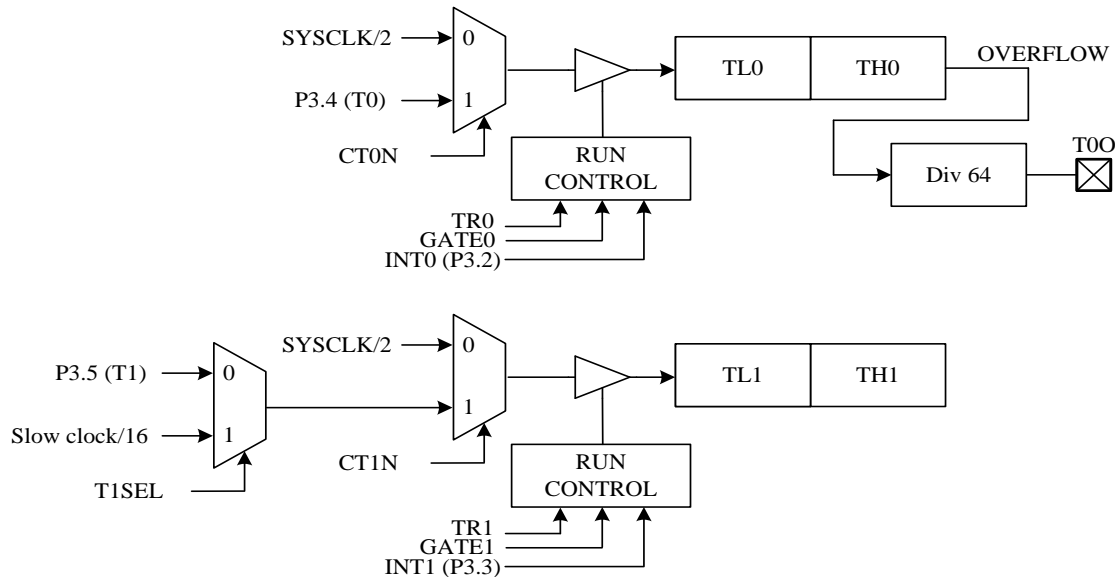 SYSCLK/2
0
TL0
TH0
OVERFLOW
P3.4 (T0)
1
T0O
CT0N
RUN
CONTROL
Div 64
TR0
GATE0
INT0 (P3.2)
SYSCLK/2
0
P3.5 (T1)
0
TL1
TH1
1
Slow clock/16
1
CT1N
RUN
CONTROL
T1SEL
TR1
GATE1
INT1 (P3.3)